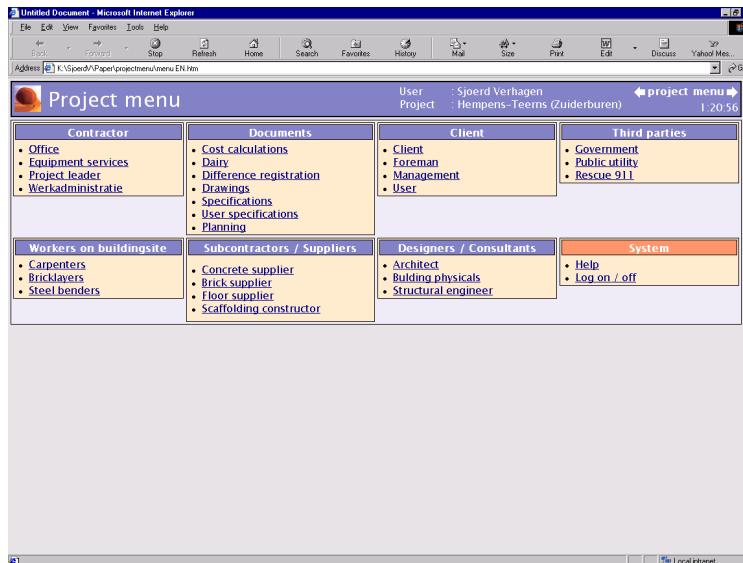 Untitled Document - Microsoft Internet Explorer
File Edit View Favorites Tools Help
Back Forward Stop Refresh Home Search Favorites History Mail Size Print Edit Discuss Yahoo! Mes...
Address K:\SjoerdV\Paper\projectmenu\menu EN.htm
Project menu
User : Sjoerd Verhagen
Project : Hempens-Teerns (Zuiderburen)
project menu
1:20:56
Contractor
• Office
• Equipment services
• Project leader
• Werkadministratie
Documents
• Cost calculations
• Dairy
• Difference registration
• Drawings
• Specifications
• User specifications
• Planning
Client
• Client
• Foreman
• Management
• User
Third parties
• Government
• Public utility
• Rescue 911
Workers on buildingsite
• Carpenters
• Bricklayers
• Steel benders
Subcontractors / Suppliers
• Concrete supplier
• Brick supplier
• Floor supplier
• Scaffolding constructor
Designers / Consultants
• Architect
• Bulding physicals
• Structural engineer
System
• Help
• Log on / off
Local intranet